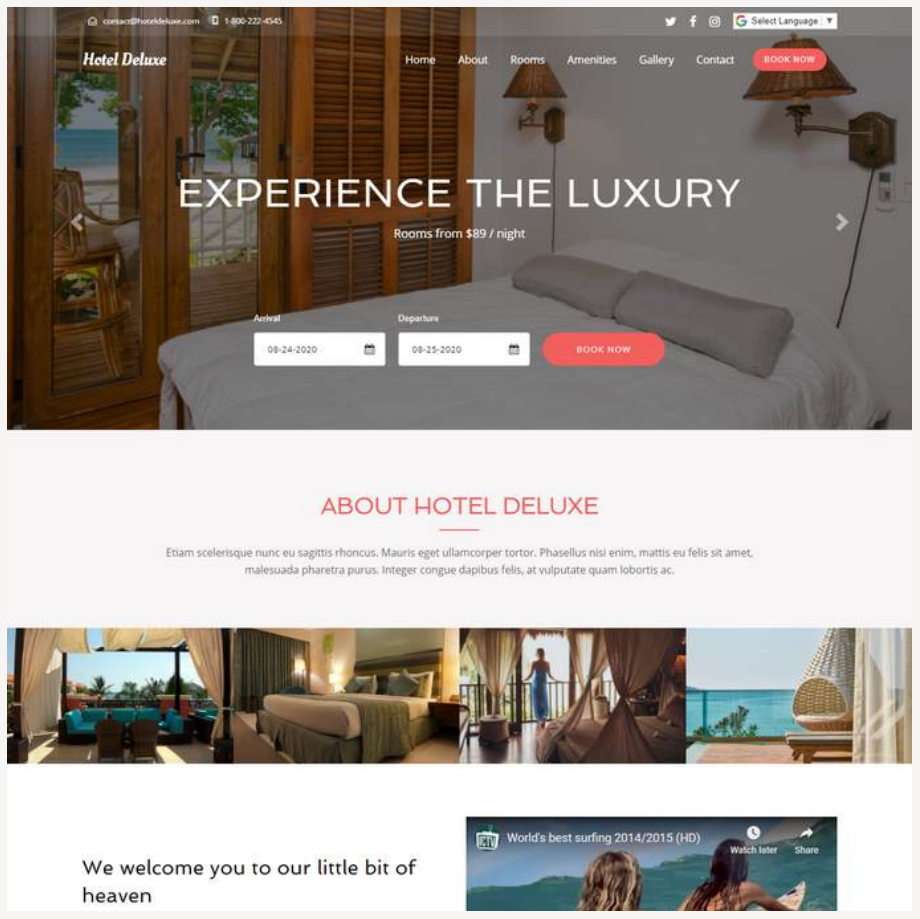 contact@hoteldeluxe.com 1-800-222-4545 Select Language ▼
Hotel Deluxe Home About Rooms Amenities Gallery Contact BOOK NOW
EXPERIENCE THE LUXURY
Rooms from $89 / night
Arrival Departure
08-24-2020 08-25-2020 BOOK NOW
ABOUT HOTEL DELUXE
Etiam scelerisque nunc eu sagittis rhoncus. Mauris eget ullamcorper tortor. Phasellus nisi enim, mattis eu felis sit amet,
malesuada pharetra purus. Integer congue dapibus felis, at vulputate quam lobortis ac.
World's best surfing 2014/2015 (HD)
Watch later Share
We welcome you to our little bit of
heaven